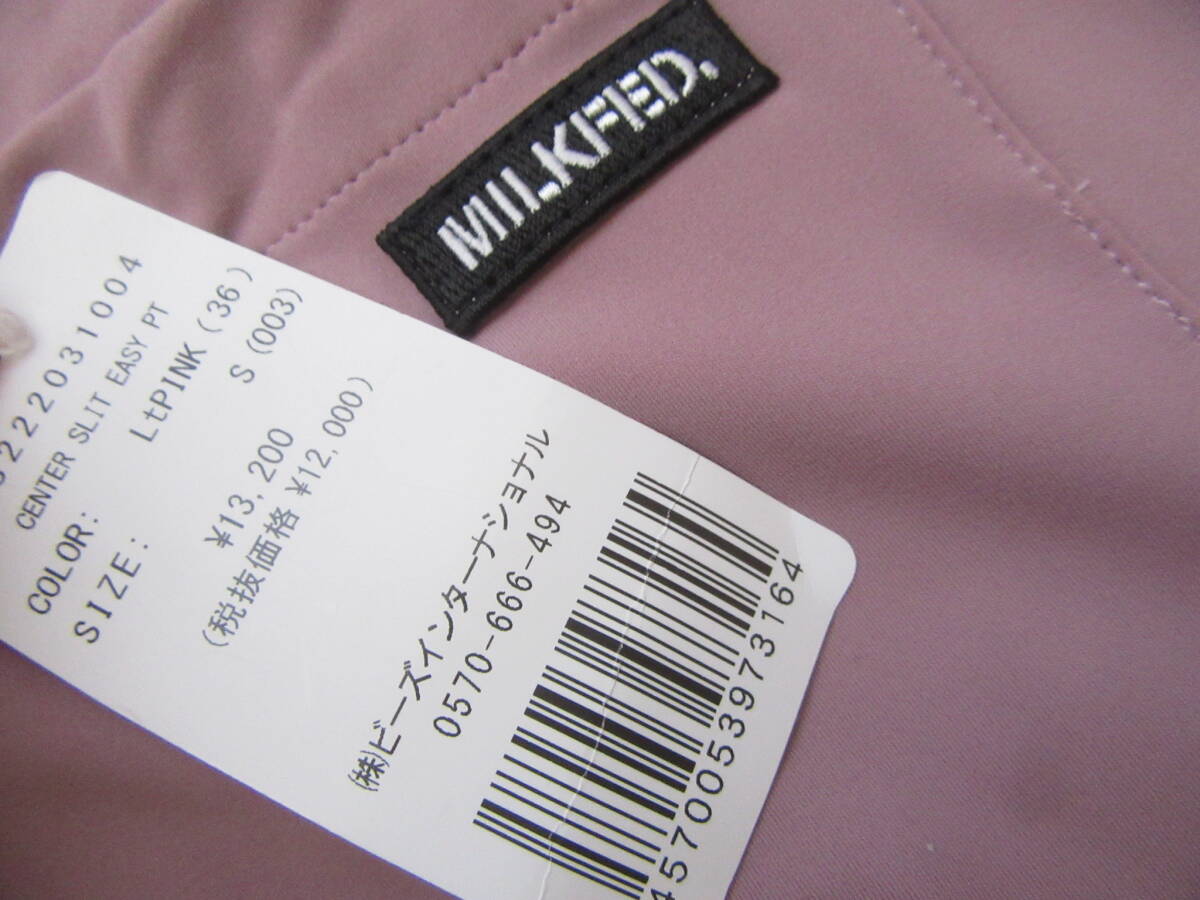 MILKFED.
2222031004
CENTER SLIT EASY PT
COLOR: LtPINK(36)
SIZE: S(003)
¥13,200
(税抜価格 ¥12,000)
㈱ビーズインターナショナル
0570-666-494
4570053973164